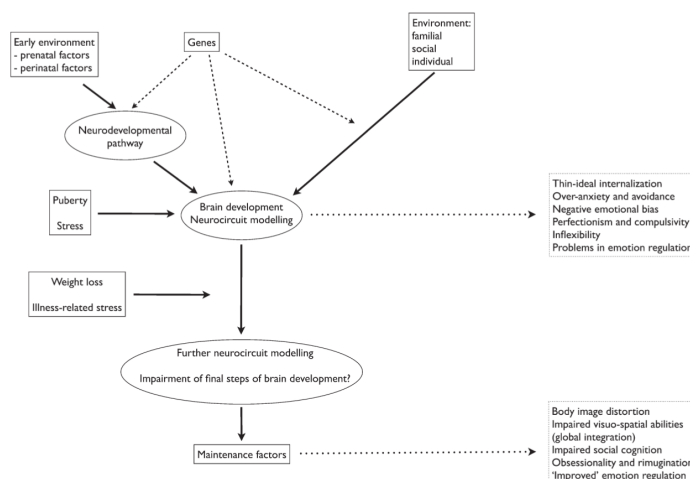 Early environment
- prenatal factors
- perinatal factors
Genes
Environment:
familial
social
individual
Neurodevelopmental
pathway
Puberty
Stress
Brain development
Neurocircuit modelling
Thin-ideal internalization
Over-anxiety and avoidance
Negative emotional bias
Perfectionism and compulsivity
Inflexibility
Problems in emotion regulation
Weight loss
Illness-related stress
Further neurocircuit modelling
Impairment of final steps of brain development?
Maintenance factors
Body image distortion
Impaired visuo-spatial abilities
(global integration)
Impaired social cognition
Obsessionality and rimugination
'Improved' emotion regulation